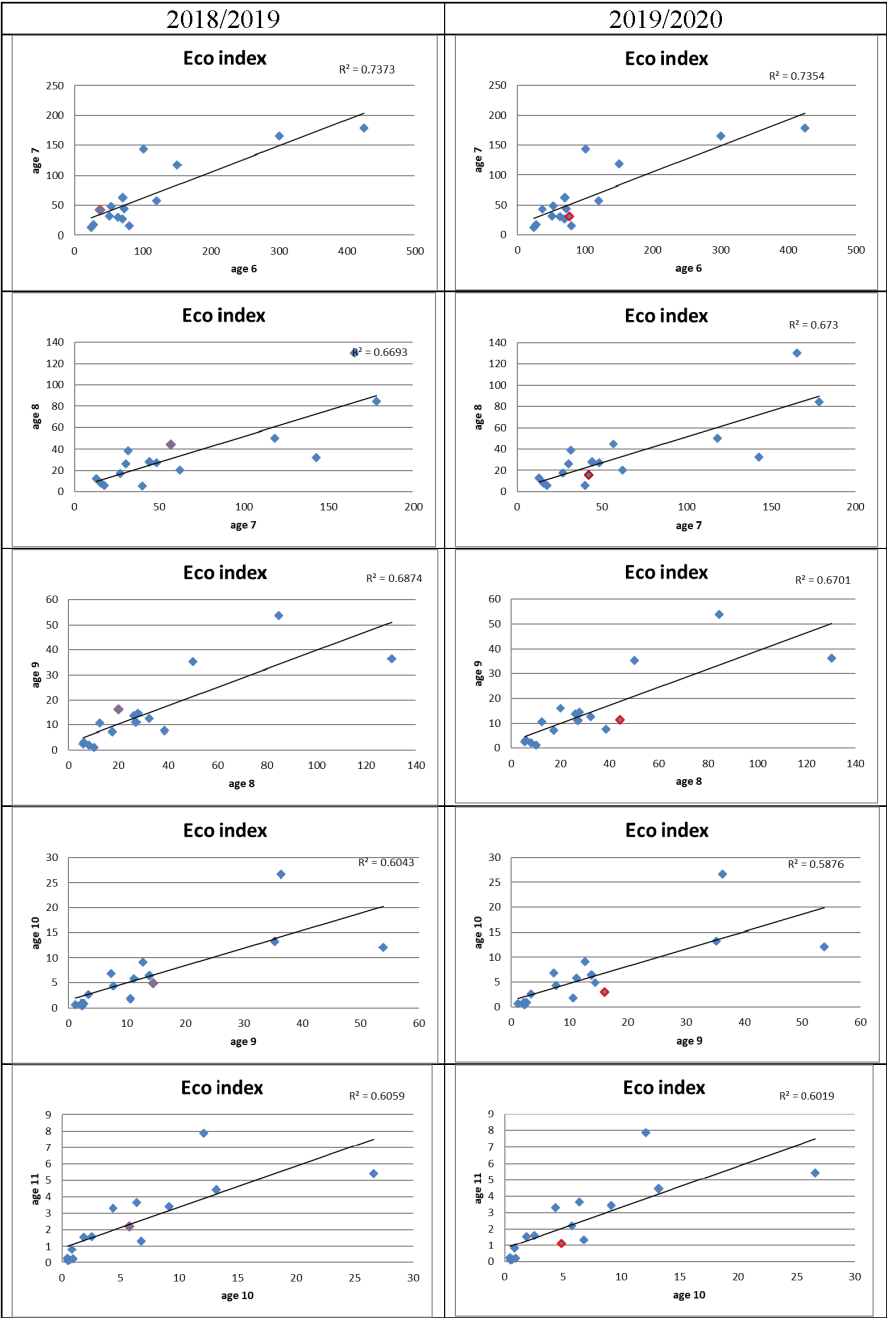 2018/2019
2019/2020
Eco index
R² = 0.7373
250
200
150
100
50
0
age 7
0 100 200 300 400 500
age 6
Eco index
R² = 0.7354
250
200
150
100
50
0
age 7
0 100 200 300 400 500
age 6
Eco index
R² = 0.6693
140
120
100
80
60
40
20
0
age 8
0 50 100 150 200
age 7
Eco index
R² = 0.673
140
120
100
80
60
40
20
0
age 8
0 50 100 150 200
age 7
Eco index
R² = 0.6874
60
50
40
30
20
10
0
age 9
0 20 40 60 80 100 120 140
age 8
Eco index
R² = 0.6701
60
50
40
30
20
10
0
age 9
0 20 40 60 80 100 120 140
age 8
Eco index
R² = 0.6043
30
25
20
15
10
5
0
age 10
0 10 20 30 40 50 60
age 9
Eco index
R² = 0.5876
30
25
20
15
10
5
0
age 10
0 10 20 30 40 50 60
age 9
Eco index
R² = 0.6059
9
8
7
6
5
4
3
2
1
0
age 11
0 5 10 15 20 25 30
age 10
Eco index
R² = 0.6019
9
8
7
6
5
4
3
2
1
0
age 11
0 5 10 15 20 25 30
age 10